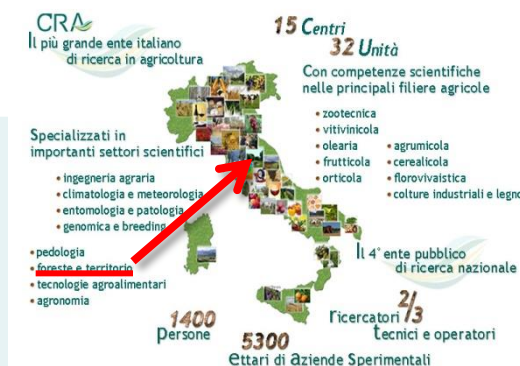 CRA
Il più grande ente italiano
di ricerca in agricoltura
15 Centri
32 Unità
Con competenze scientifiche
nelle principali filiere agricole
• zootecnica
• vitivinicola
• olearia
• frutticola
• orticola
• agrumicola
• cerealicola
• florovivaistica
• colture industriali e legno
Specializzati in
importanti settori scientifici
• ingegneria agraria
• climatologia e meteorologia
• entomologia e patologia
• genomica e breeding
• pedologia
• foreste e territorio
• tecnologie agroalimentari
• agronomia
Il 4° ente pubblico
di ricerca nazionale
1400
persone
5300
ettari di aziende sperimentali
2/3
ricercatori
tecnici e operatori